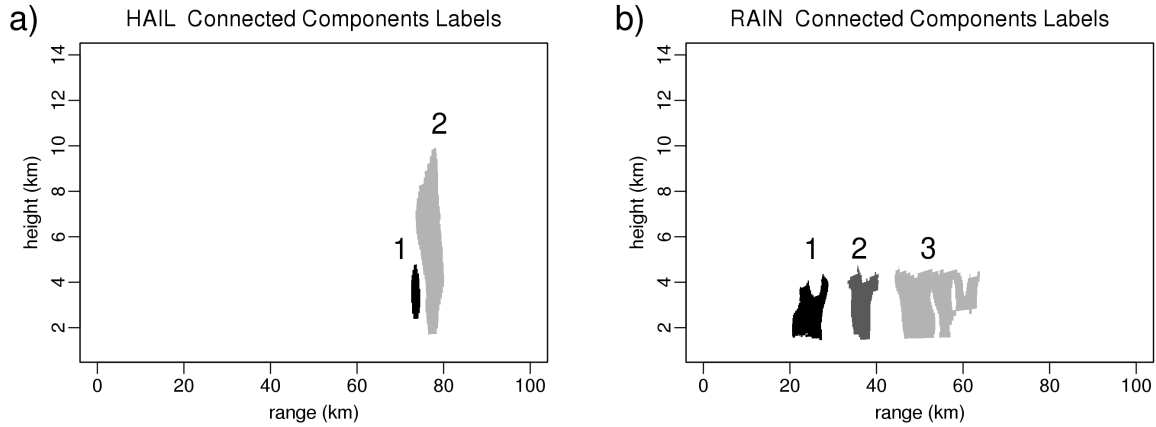 a)
HAIL Connected Components Labels
height (km)
14
12
10
8
6
4
2
2
1
0 20 40 60 80 100
range (km)
b)
RAIN Connected Components Labels
height (km)
14
12
10
8
6
4
2
1 2 3
0 20 40 60 80 100
range (km)